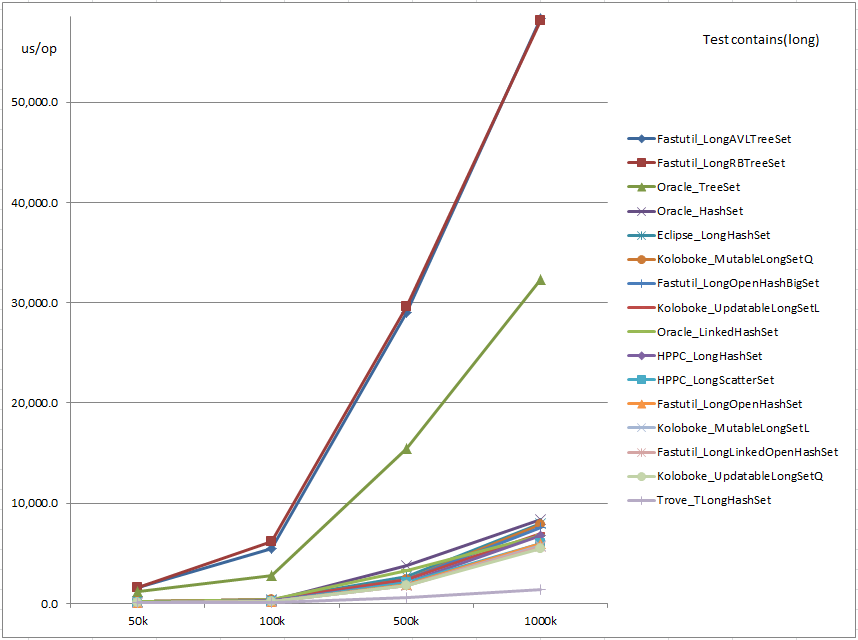 Test contains(long)
us/op
50,000.0
40,000.0
30,000.0
20,000.0
10,000.0
0.0
50k
100k
500k
1000k
Fastutil_LongAVLTreeSet
Fastutil_LongRBTreeSet
Oracle_TreeSet
Oracle_HashSet
Eclipse_LongHashSet
Koloboke_MutableLongSetQ
Fastutil_LongOpenHashBigSet
Koloboke_UpdatableLongSetL
Oracle_LinkedHashSet
HPPC_LongHashSet
HPPC_LongScatterSet
Fastutil_LongOpenHashSet
Koloboke_MutableLongSetL
Fastutil_LongLinkedOpenHashSet
Koloboke_UpdatableLongSetQ
Trove_TLongHashSet